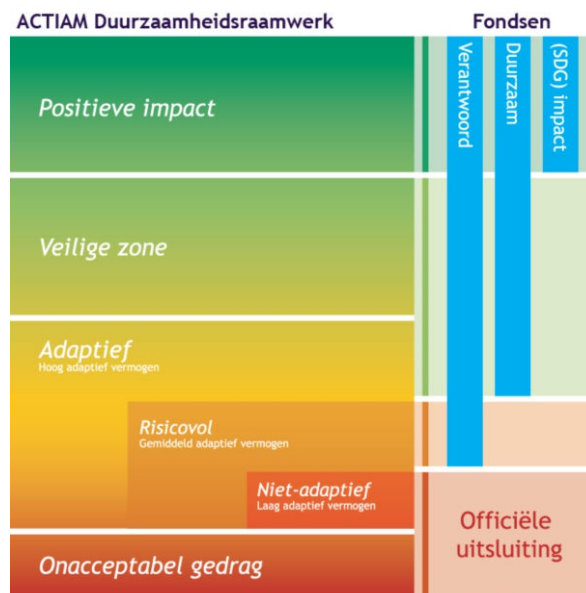 ACTIAM Duurzaamheidsraamwerk
Fondsen
Positieve impact
Verantwoord
Duurzaam
(SDG) impact
Veilige zone
Adaptief
Hoog adaptief vermogen
Risicovol
Gemiddeld adaptief vermogen
Niet-adaptief
Laag adaptief vermogen
Officiële
uitsluiting
Onacceptabel gedrag